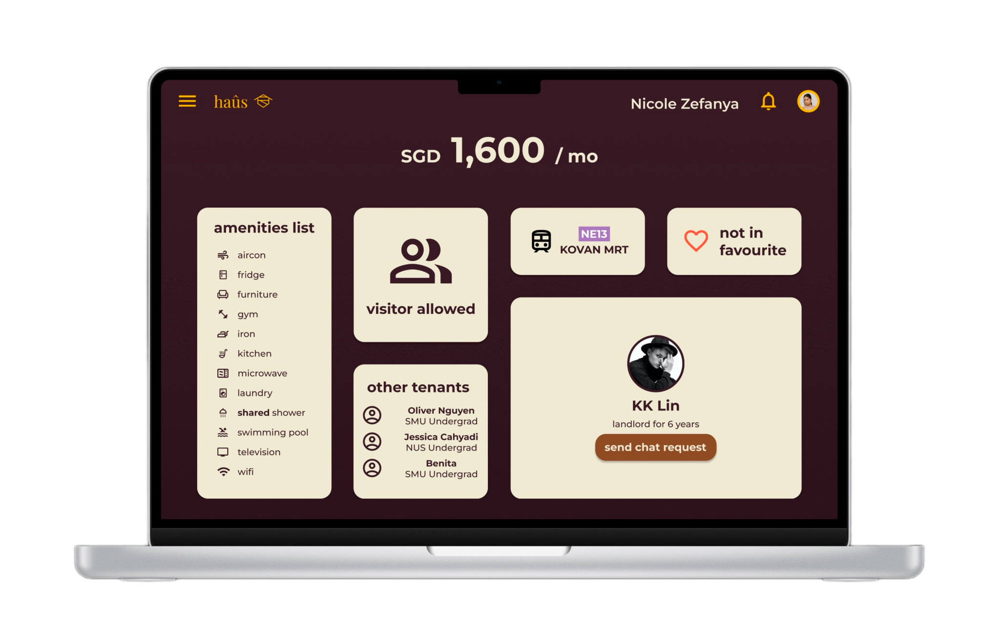 haûs
Nicole Zefanya
SGD 1,600 / mo
amenities list
aircon
fridge
furniture
gym
iron
kitchen
microwave
laundry
shared shower
swimming pool
television
wifi
visitor allowed
other tenants
Oliver Nguyen
SMU Undergrad
Jessica Cahyadi
NUS Undergrad
Benita
SMU Undergrad
NE13
KOVAN MRT
not in
favourite
KK Lin
landlord for 6 years
send chat request